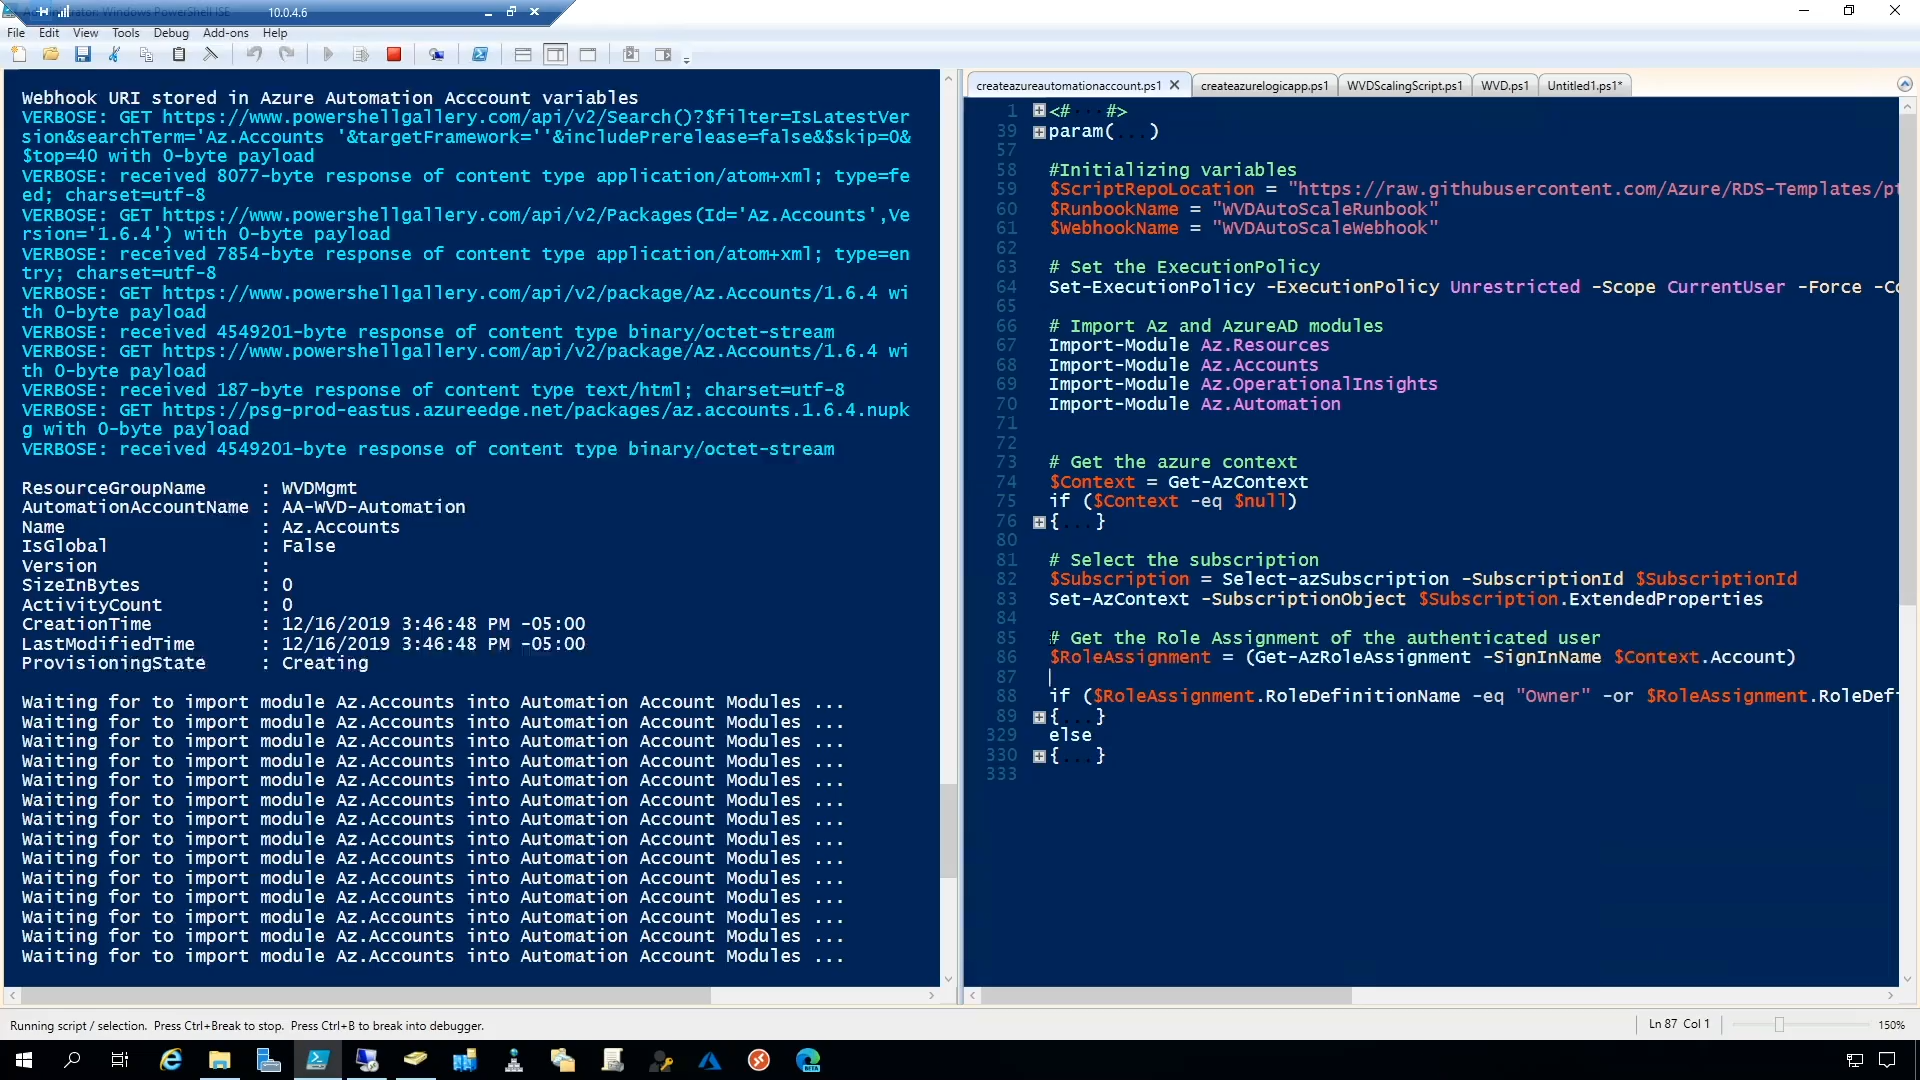 Administrator: Windows PowerShell ISE
10.0.4.6
File Edit View Tools Debug Add-ons Help
Webhook URI stored in Azure Automation Acccount variables
VERBOSE: GET https://www.powershellgallery.com/api/v2/Search()?$filter=IsLatestVer
sion&searchTerm='Az.Accounts '&targetFramework=''&includePrerelease=false&$skip=0&
$top=40 with 0-byte payload
VERBOSE: received 8077-byte response of content type application/atom+xml; type=fe
ed; charset=utf-8
VERBOSE: GET https://www.powershellgallery.com/api/v2/Packages(Id='Az.Accounts',Ve
rsion='1.6.4') with 0-byte payload
VERBOSE: received 7854-byte response of content type application/atom+xml; type=en
try; charset=utf-8
VERBOSE: GET https://www.powershellgallery.com/api/v2/package/Az.Accounts/1.6.4 wi
th 0-byte payload
VERBOSE: received 4549201-byte response of content type binary/octet-stream
VERBOSE: GET https://www.powershellgallery.com/api/v2/package/Az.Accounts/1.6.4 wi
th 0-byte payload
VERBOSE: received 187-byte response of content type text/html; charset=utf-8
VERBOSE: GET https://psg-prod-eastus.azureedge.net/packages/az.accounts.1.6.4.nupk
g with 0-byte payload
VERBOSE: received 4549201-byte response of content type binary/octet-stream
ResourceGroupName : WVDMgmt
AutomationAccountName : AA-WVD-Automation
Name : Az.Accounts
IsGlobal : False
Version :
SizeInBytes : 0
ActivityCount : 0
CreationTime : 12/16/2019 3:46:48 PM -05:00
LastModifiedTime : 12/16/2019 3:46:48 PM -05:00
ProvisioningState : Creating
Waiting for to import module Az.Accounts into Automation Account Modules ...
Waiting for to import module Az.Accounts into Automation Account Modules ...
Waiting for to import module Az.Accounts into Automation Account Modules ...
Waiting for to import module Az.Accounts into Automation Account Modules ...
Waiting for to import module Az.Accounts into Automation Account Modules ...
Waiting for to import module Az.Accounts into Automation Account Modules ...
Waiting for to import module Az.Accounts into Automation Account Modules ...
Waiting for to import module Az.Accounts into Automation Account Modules ...
Waiting for to import module Az.Accounts into Automation Account Modules ...
Waiting for to import module Az.Accounts into Automation Account Modules ...
Waiting for to import module Az.Accounts into Automation Account Modules ...
Waiting for to import module Az.Accounts into Automation Account Modules ...
Waiting for to import module Az.Accounts into Automation Account Modules ...
Waiting for to import module Az.Accounts into Automation Account Modules ...
createazureautomationaccount.ps1 createazurelogicapp.ps1 WVDScalingScript.ps1 WVD.ps1 Untitled1.ps1*
1 <#...#>
39 param(...)
57
58 #Initializing variables
59 $ScriptRepoLocation = "https://raw.githubusercontent.com/Azure/RDS-Templates/pt
60 $RunbookName = "WVDAutoScaleRunbook"
61 $WebhookName = "WVDAutoScaleWebhook"
62
63 # Set the ExecutionPolicy
64 Set-ExecutionPolicy -ExecutionPolicy Unrestricted -Scope CurrentUser -Force -Co
65
66 # Import Az and AzureAD modules
67 Import-Module Az.Resources
68 Import-Module Az.Accounts
69 Import-Module Az.OperationalInsights
70 Import-Module Az.Automation
71
72
73 # Get the azure context
74 $Context = Get-AzContext
75 if ($Context -eq $null)
76 {...}
80
81 # Select the subscription
82 $Subscription = Select-azSubscription -SubscriptionId $SubscriptionId
83 Set-AzContext -SubscriptionObject $Subscription.ExtendedProperties
84
85 # Get the Role Assignment of the authenticated user
86 $RoleAssignment = (Get-AzRoleAssignment -SignInName $Context.Account)
87
88 if ($RoleAssignment.RoleDefinitionName -eq "Owner" -or $RoleAssignment.RoleDefi
89 {...}
329 else
330 {...}
333
Running script / selection. Press Ctrl+Break to stop. Press Ctrl+B to break into debugger.
Ln 87 Col 1
150%
BETA